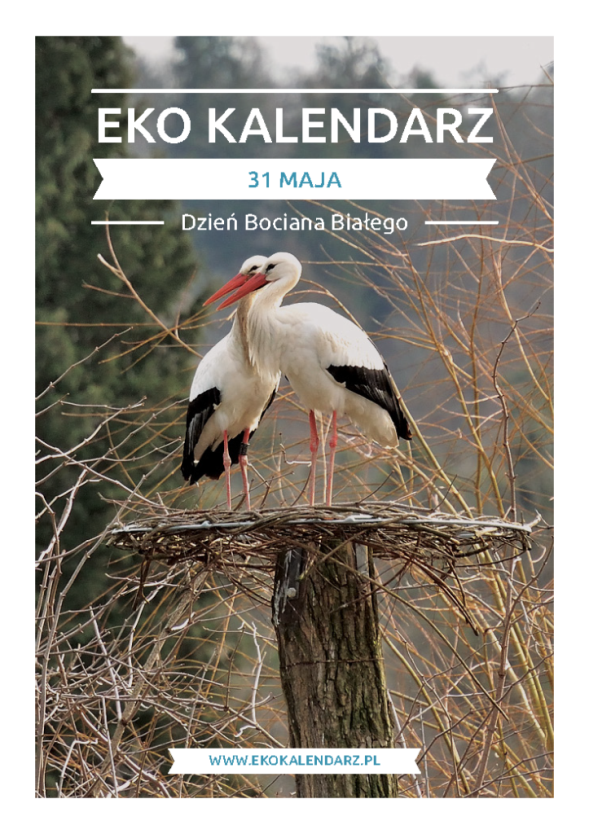 EKO KALENDARZ
31 MAJA
Dzień Bociana Białego
WWW.EKOKALENDARZ.PL